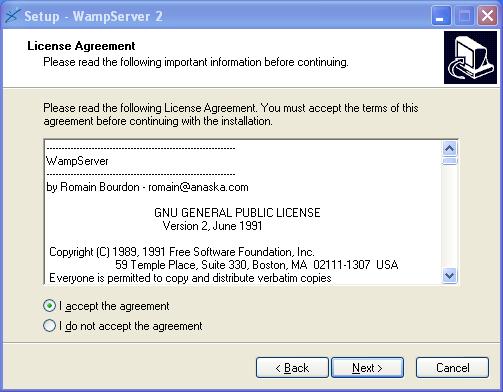 Setup - WampServer 2
License Agreement
Please read the following important information before continuing.
Please read the following License Agreement. You must accept the terms of this
agreement before continuing with the installation.
------------------------------------------------------------
WampServer
------------------------------------------------------------
by Romain Bourdon - romain@anaska.com
GNU GENERAL PUBLIC LICENSE
Version 2, June 1991
Copyright (C) 1989, 1991 Free Software Foundation, Inc.
59 Temple Place, Suite 330, Boston, MA 02111-1307 USA
Everyone is permitted to copy and distribute verbatim copies
I accept the agreement
I do not accept the agreement
< Back Next > Cancel